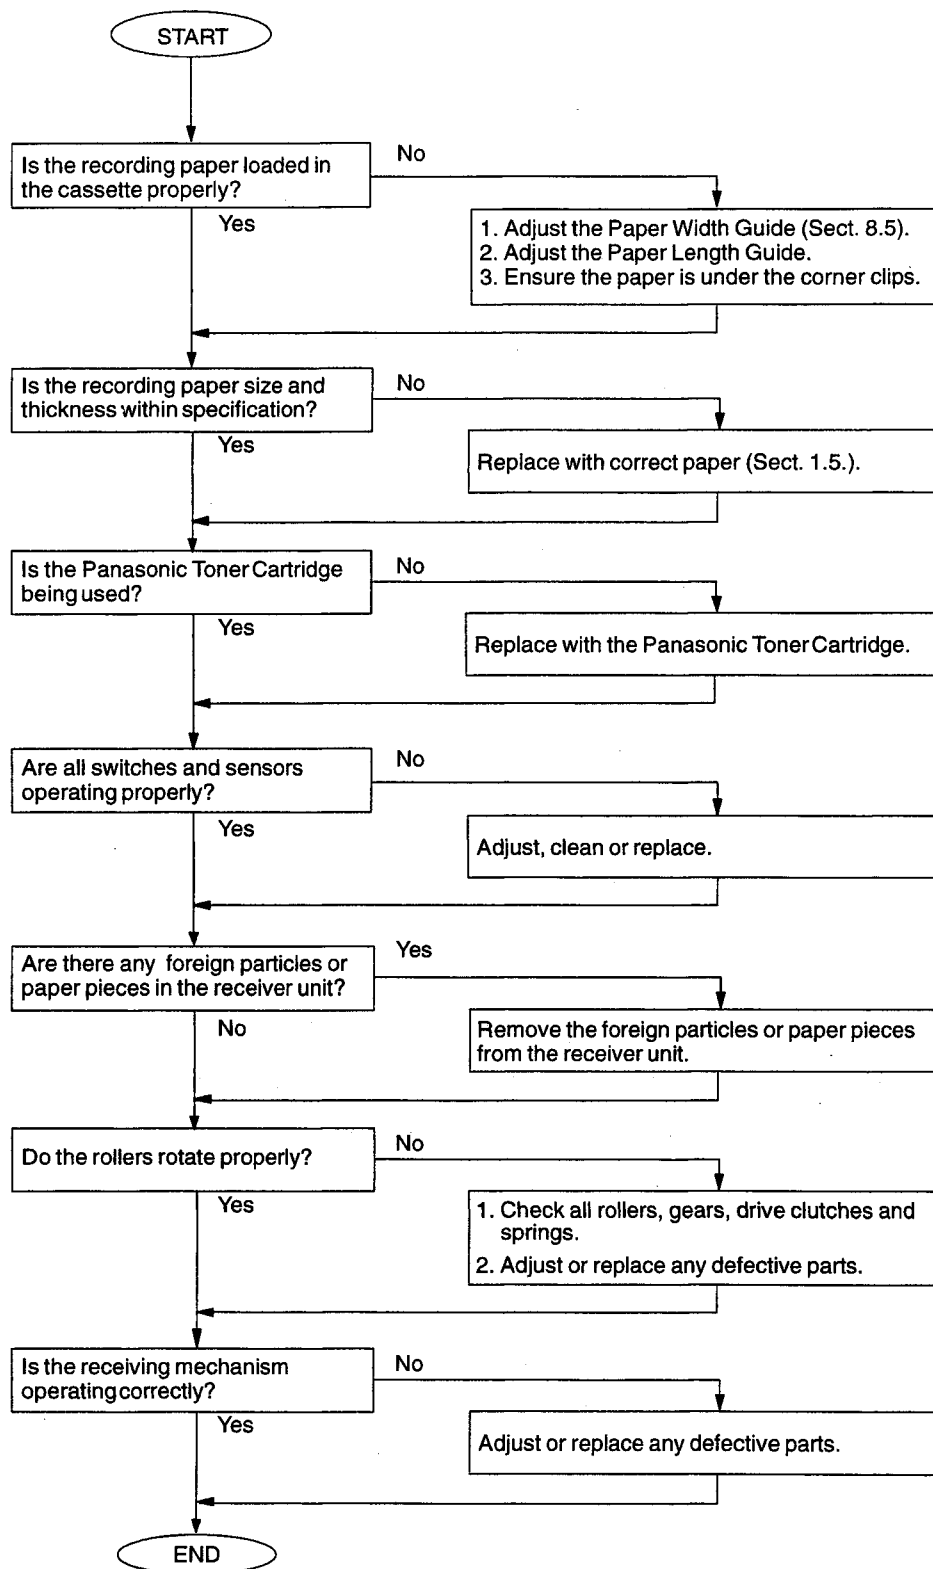 START
Is the recording paper loaded in
the cassette properly?
No
Yes
1. Adjust the Paper Width Guide (Sect. 8.5).
2. Adjust the Paper Length Guide.
3. Ensure the paper is under the corner clips.
Is the recording paper size and
thickness within specification?
No
Yes
Replace with correct paper (Sect. 1.5.).
Is the Panasonic Toner Cartridge
being used?
No
Yes
Replace with the Panasonic Toner Cartridge.
Are all switches and sensors
operating properly?
No
Yes
Adjust, clean or replace.
Are there any foreign particles or
paper pieces in the receiver unit?
Yes
No
Remove the foreign particles or paper pieces
from the receiver unit.
Do the rollers rotate properly?
No
Yes
1. Check all rollers, gears, drive clutches and
springs.
2. Adjust or replace any defective parts.
Is the receiving mechanism
operating correctly?
No
Yes
Adjust or replace any defective parts.
END